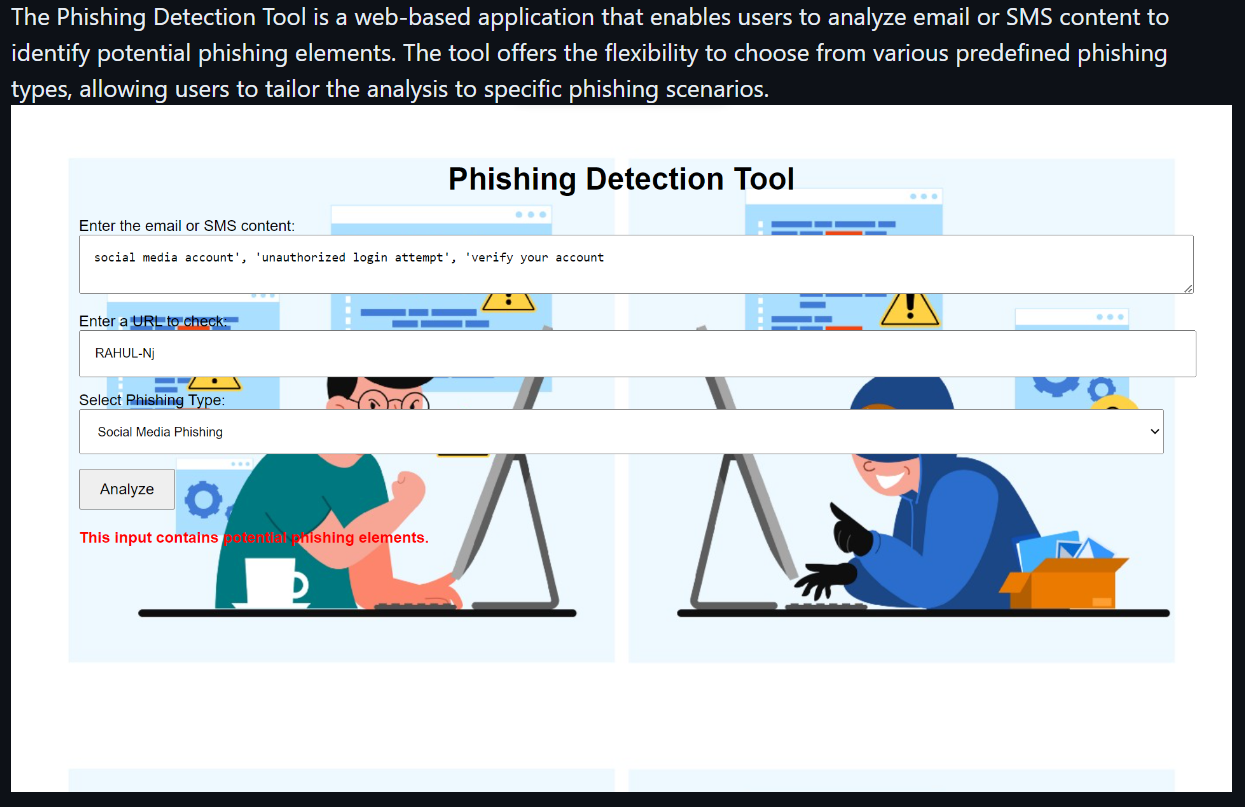 The Phishing Detection Tool is a web-based application that enables users to analyze email or SMS content to
identify potential phishing elements. The tool offers the flexibility to choose from various predefined phishing
types, allowing users to tailor the analysis to specific phishing scenarios.
Phishing Detection Tool
Enter the email or SMS content:
social media account', 'unauthorized login attempt', 'verify your account
Enter a URL to check:
RAHUL-Nj
Select Phishing Type:
Social Media Phishing
Analyze
This input contains potential phishing elements.